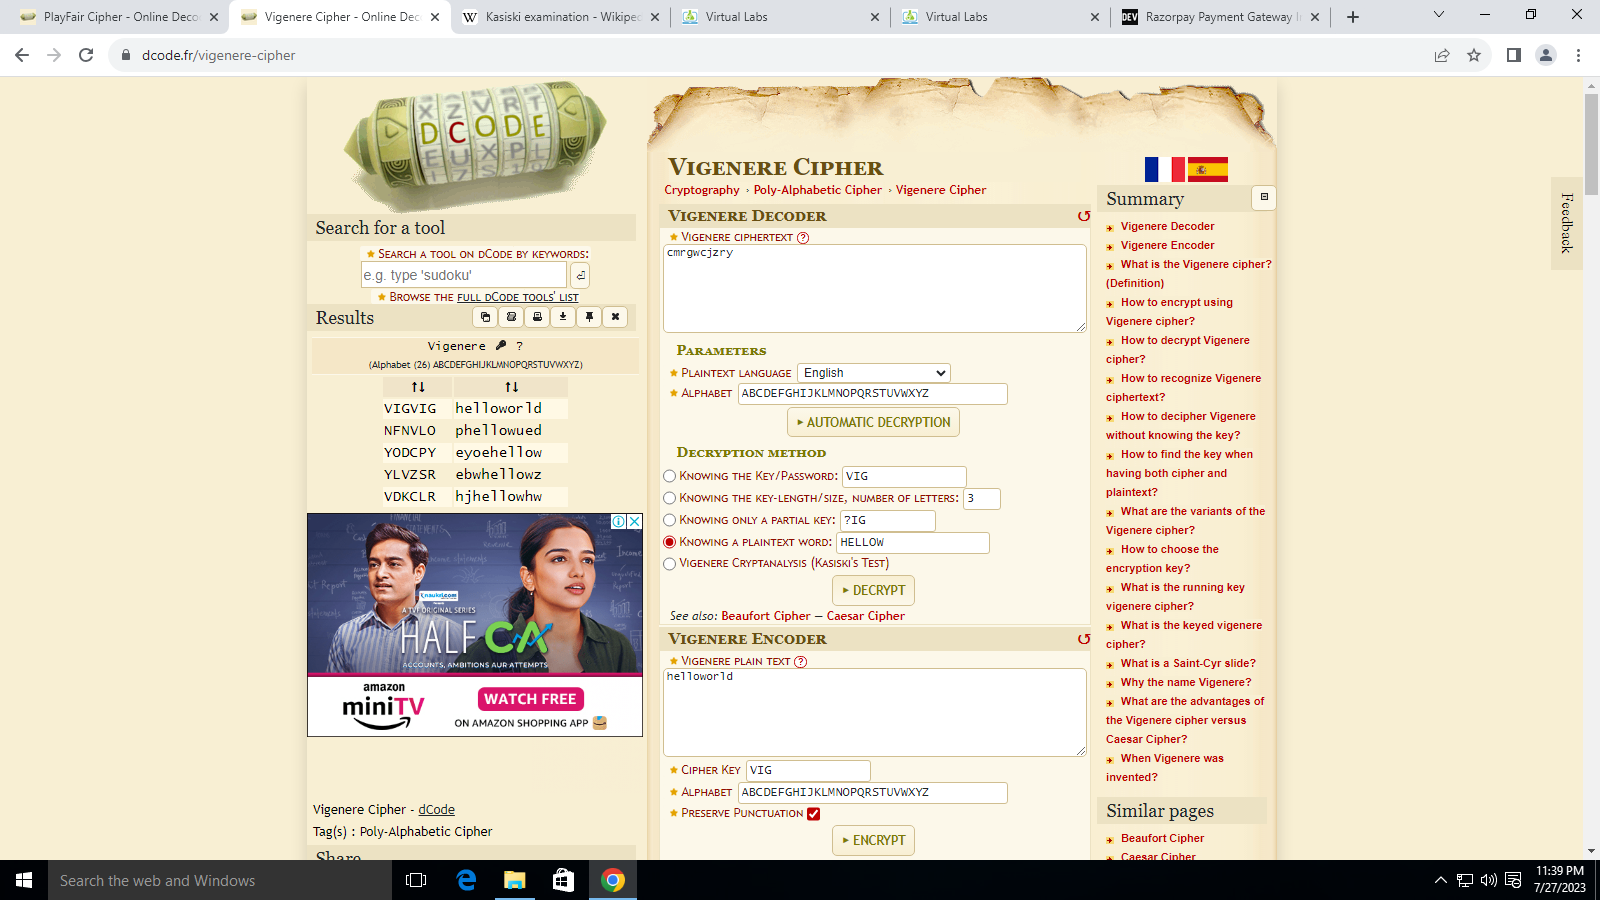 PlayFair Cipher - Online Deco
Vigenere Cipher - Online Dec
Kasiski examination - Wikiped
Virtual Labs
Virtual Labs
DEV
Razorpay Payment Gateway I
dcode.fr/vigenere-cipher
DCODE
Search for a tool
Search a tool on dCode by keywords:
e.g. type 'sudoku'
Browse the full dCode tools' list
Results
Vigenere ?
(Alphabet (26) ABCDEFGHIJKLMNOPQRSTUVWXYZ)
↑↓ ↑↓
VIGVIG helloworld
NFNVLO phellowued
YODCPY eyoehellow
YLVZSR ebwhellowz
VDKCLR hjhellowhw
naukri.com
A TVF ORIGINAL SERIES
HALF CA
ACCOUNTS, AMBITIONS AUR ATTEMPTS
amazon
miniTV
WATCH FREE
ON AMAZON SHOPPING APP
Vigenere Cipher - dCode
Tag(s) : Poly-Alphabetic Cipher
Share
Vigenere Cipher
Cryptography › Poly-Alphabetic Cipher › Vigenere Cipher
Vigenere Decoder
Vigenere ciphertext ?
cmrgwcjzry
Parameters
Plaintext language English
Alphabet ABCDEFGHIJKLMNOPQRSTUVWXYZ
AUTOMATIC DECRYPTION
Decryption method
Knowing the Key/Password: VIG
Knowing the key-length/size, number of letters: 3
Knowing only a partial key: ?IG
Knowing a plaintext word: HELLOW
Vigenere Cryptanalysis (Kasiski's Test)
DECRYPT
See also: Beaufort Cipher — Caesar Cipher
Vigenere Encoder
Vigenere plain text ?
helloworld
Cipher Key VIG
Alphabet ABCDEFGHIJKLMNOPQRSTUVWXYZ
Preserve Punctuation
ENCRYPT
Summary
Vigenere Decoder
Vigenere Encoder
What is the Vigenere cipher?
(Definition)
How to encrypt using
Vigenere cipher?
How to decrypt Vigenere
cipher?
How to recognize Vigenere
ciphertext?
How to decipher Vigenere
without knowing the key?
How to find the key when
having both cipher and
plaintext?
What are the variants of the
Vigenere cipher?
How to choose the
encryption key?
What is the running key
vigenere cipher?
What is the keyed vigenere
cipher?
What is a Saint-Cyr slide?
Why the name Vigenere?
What are the advantages of
the Vigenere cipher versus
Caesar Cipher?
When Vigenere was
invented?
Similar pages
Beaufort Cipher
Caesar Cipher
Feedback
Search the web and Windows
11:39 PM
7/27/2023